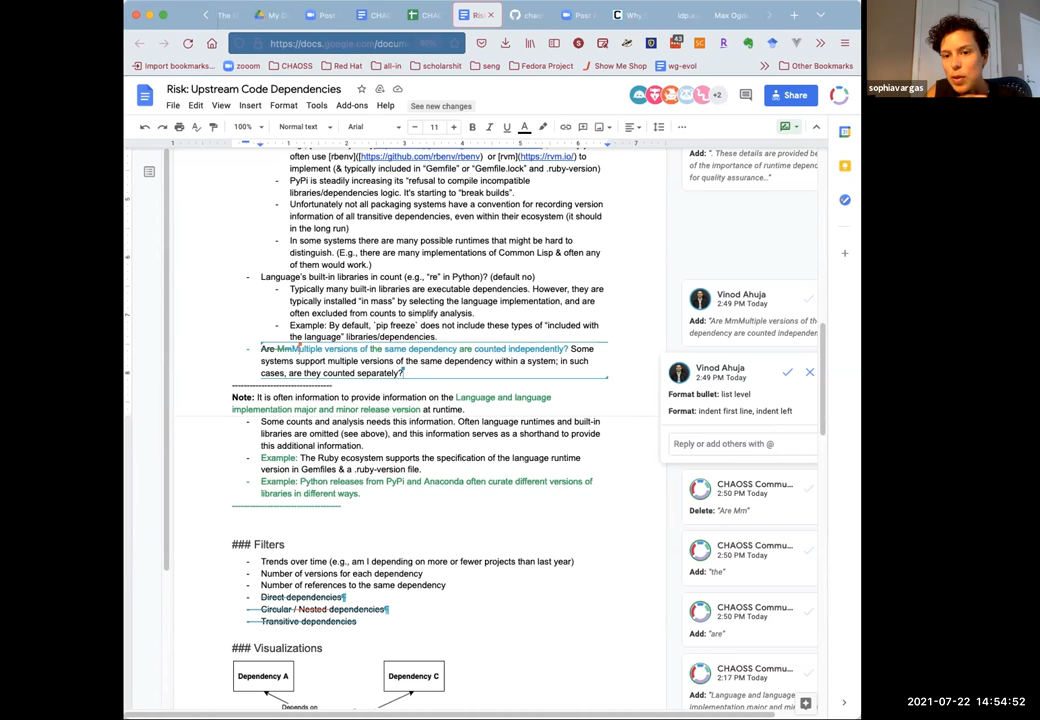 The
My D
Post
CHAO
CHAO
Risk
chao
Post
Why
idp.as
Max Ogo
https://docs.google.com/docum
90%
Import bookmarks...
zooom
CHAOSS
Red Hat
all-in
scholarshit
seng
Fedora Project
Show Me Shop
wg-evol
Other Bookmarks
sophiavargas
Risk: Upstream Code Dependencies
File Edit View Insert Format Tools Add-ons Help See new changes
+2
Share
100% Normal text Arial 11 B I U A
often use [rbenv]([https://github.com/rbenv/rbenv) or [rvm](https://rvm.io/) to
implement (& typically included in “Gemfile” or “Gemfile.lock” and .ruby-version)
- PyPi is steadily increasing its “refusal to compile incompatible
libraries/dependencies logic. It’s starting to “break builds”.
- Unfortunately not all packaging systems have a convention for recording version
information of all transitive dependencies, even within their ecosystem (it should
in the long run)
- In some systems there are many possible runtimes that might be hard to
distinguish. (E.g., there are many implementations of Common Lisp & often any
of them would work.)
- Language’s built-in libraries in count (e.g., “re” in Python)? (default no)
- Typically many built-in libraries are executable dependencies. However, they are
typically installed “in mass” by selecting the language implementation, and are
often excluded from counts to simplify analysis.
- Example: By default, `pip freeze` does not include these types of “included with
the language” libraries/dependencies.
- Are MmMultiple versions of the same dependency are counted independently? Some
systems support multiple versions of the same dependency within a system; in such
cases, are they counted separately?
Note: It is often information to provide information on the Language and language
implementation major and minor release version at runtime.
- Some counts and analysis needs this information. Often language runtimes and built-in
libraries are omitted (see above), and this information serves as a shorthand to provide
this additional information.
- Example: The Ruby ecosystem supports the specification of the language runtime
version in Gemfiles & a .ruby-version file.
- Example: Python releases from PyPi and Anaconda often curate different versions of
libraries in different ways.
### Filters
- Trends over time (e.g., am I depending on more or fewer projects than last year)
- Number of versions for each dependency
- Number of references to the same dependency
- Direct dependencies¶
- Circular / Nested dependencies¶
- Transitive dependencies
### Visualizations
Dependency A
Dependency C
Depends on
Add: “. These details are provided be
of the importance of runtime depend
for quality assurance...”
Vinod Ahuja
2:49 PM Today
Add: “Are MmMultiple versions of th
dependency are counted independen
Vinod Ahuja
2:49 PM Today
Format bullet: list level
Format: indent first line, indent left
Reply or add others with @
CHAOSS Commu...
2:50 PM Today
Delete: “Are Mm”
CHAOSS Commu...
2:50 PM Today
Add: “the”
CHAOSS Commu...
2:50 PM Today
Add: “are”
CHAOSS Commu...
2:17 PM Today
Add: “Language and language
implementation major and min
2021-07-22 14:54:52